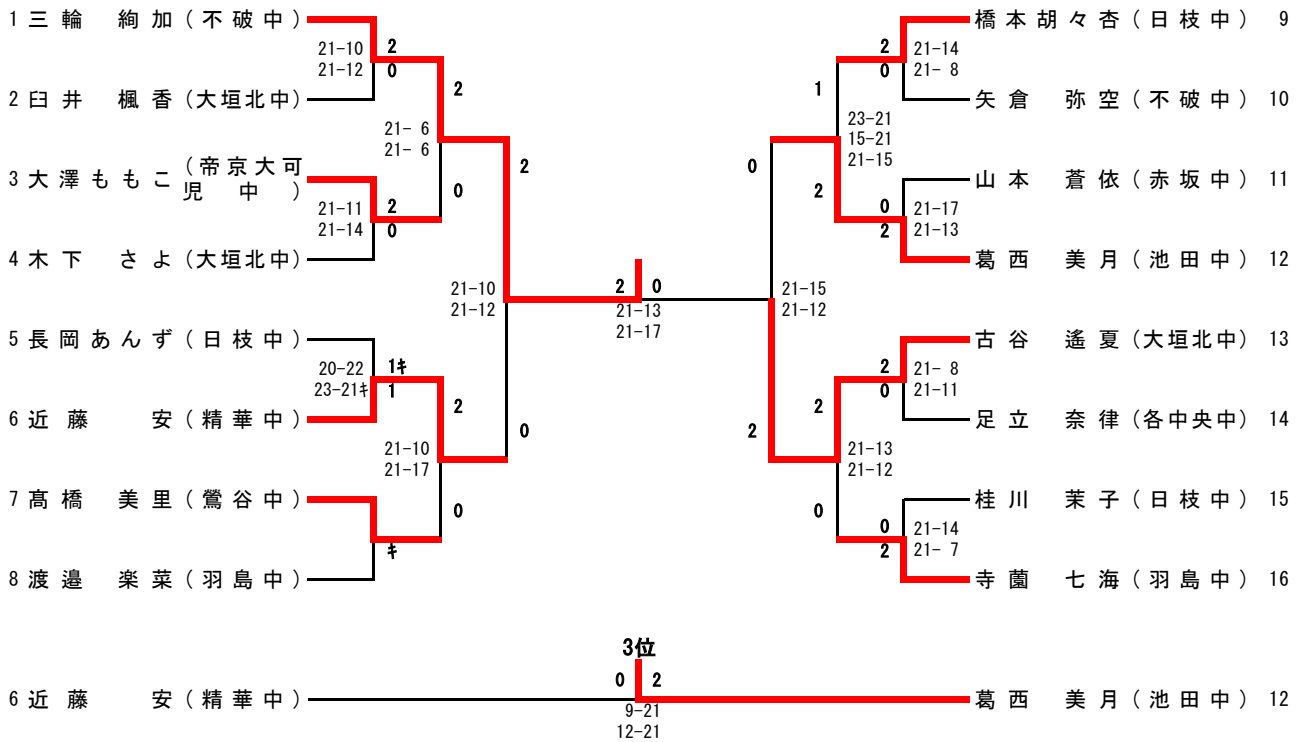 1 三輪 絢加 (不破中)
21-10 2
21-12 0
2 臼井 楓香 (大垣北中)
2
21- 6
21- 6
3 大澤ももこ (帝京大可児中)
0
21-11 2
21-14 0
4 木下 さよ (大垣北中)
2
21-10
21-12
5 長岡あんず (日枝中)
20-22 1ｷ
23-21ｷ 1
6 近藤 安 (精華中)
2
21-10
21-17
0
7 髙橋 美里 (鶯谷中)
0
ｷ
8 渡邉 楽菜 (羽島中)
2 0
21-13
21-17
橋本胡々杏 (日枝中) 9
2 21-14
0 21- 8
矢倉 弥空 (不破中) 10
1
23-21
15-21
21-15
0
2
山本 蒼依 (赤坂中) 11
0 21-17
2 21-13
葛西 美月 (池田中) 12
21-15
21-12
古谷 遙夏 (大垣北中) 13
2 21- 8
0 21-11
足立 奈律 (各中央中) 14
2
2
21-13
21-12
0
桂川 茉子 (日枝中) 15
0 21-14
2 21- 7
寺薗 七海 (羽島中) 16
3位
6 近藤 安 (精華中)
0 2
9-21
12-21
葛西 美月 (池田中) 12